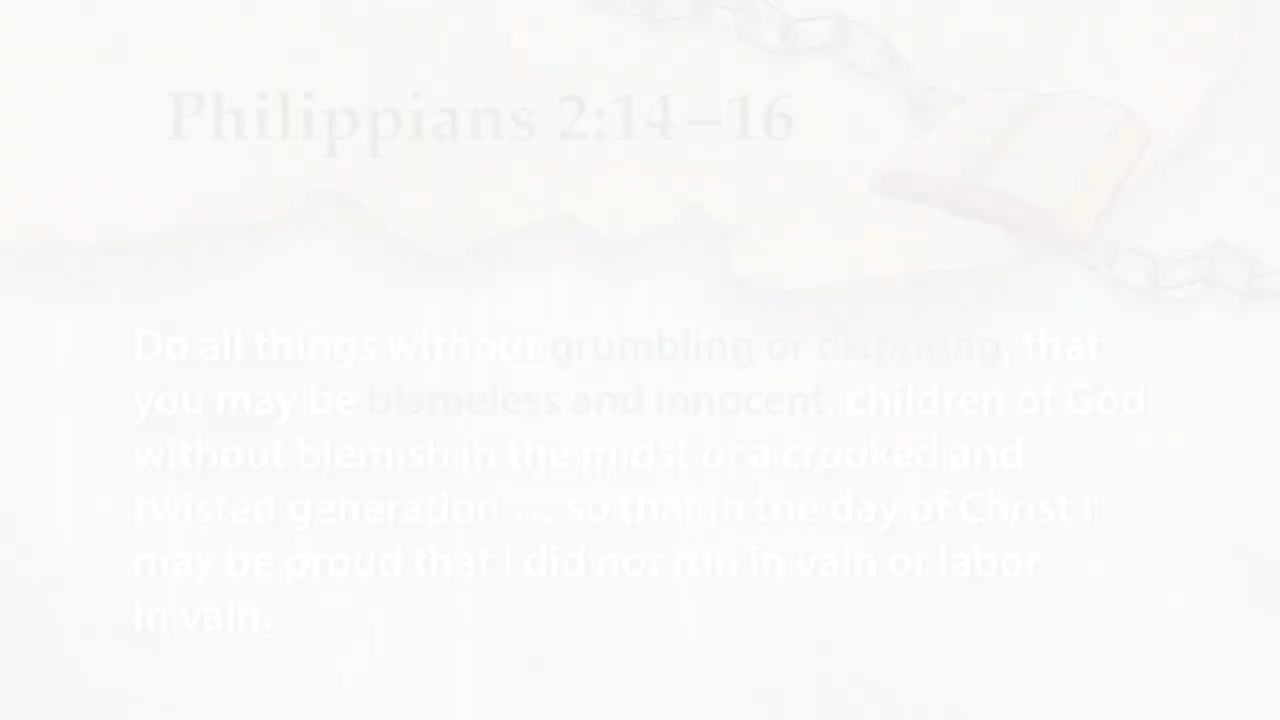 Philippians 2:14–16
Do all things without grumbling or disputing, that
you may be blameless and innocent, children of God
without blemish in the midst of a crooked and
twisted generation ... so that in the day of Christ I
may be proud that I did not run in vain or labor
in vain.